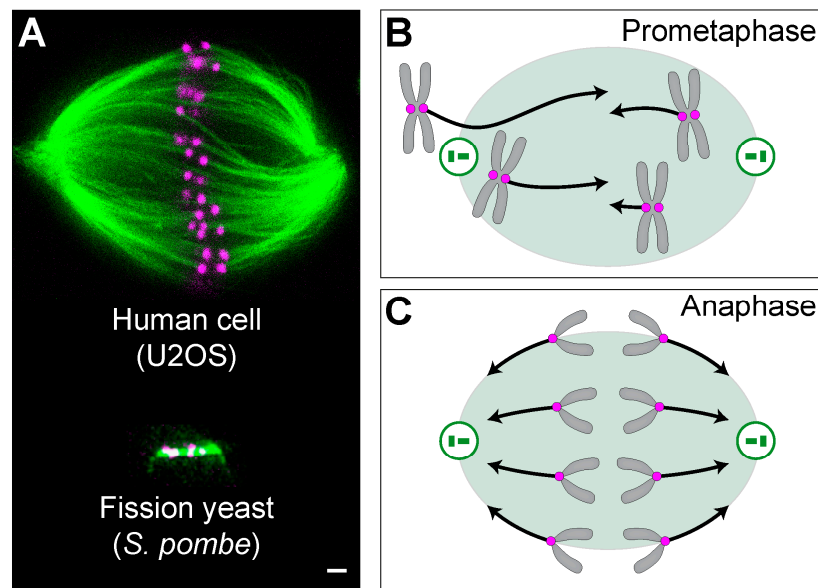 A
Human cell
(U2OS)
Fission yeast
(S. pombe)
B
Prometaphase
C
Anaphase